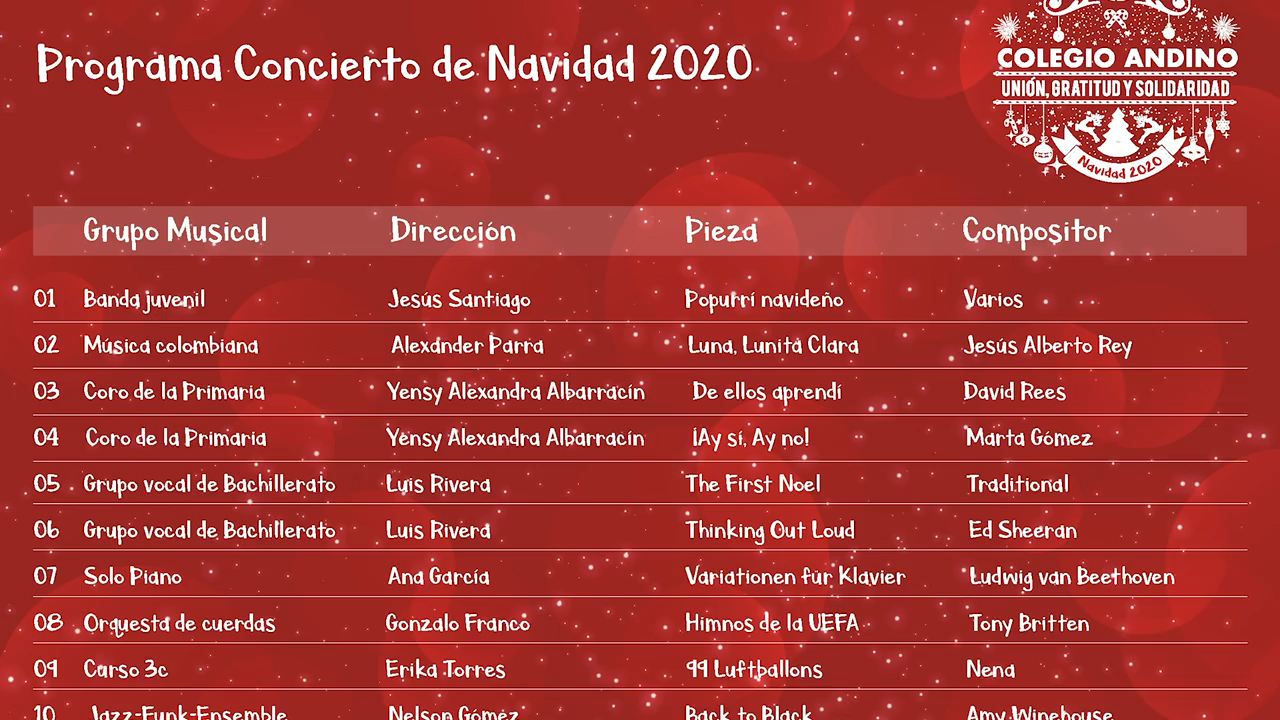 Programa Concierto de Navidad 2020
COLEGIO ANDINO
UNIÓN, GRATITUD Y SOLIDARIDAD
Navidad 2020
Grupo Musical Dirección Pieza Compositor
01 Banda juvenil Jesús Santiago Popurrí navideño Varios
02 Música colombiana Alexander Parra Luna, Lunita Clara Jesús Alberto Rey
03 Coro de la Primaria Yensy Alexandra Albarracín De ellos aprendí David Rees
04 Coro de la Primaria Yensy Alexandra Albarracín ¡Ay sí, Ay no! Marta Gómez
05 Grupo vocal de Bachillerato Luis Rivera The First Noel Traditional
06 Grupo vocal de Bachillerato Luis Rivera Thinking Out Loud Ed Sheeran
07 Solo Piano Ana García Variationen für Klavier Ludwig van Beethoven
08 Orquesta de cuerdas Gonzalo Franco Himnos de la UEFA Tony Britten
09 Curso 3c Erika Torres 99 Luftballons Nena
10 Jazz-Funk-Ensemble Nelson Gómez Back to Black Amy Winehouse